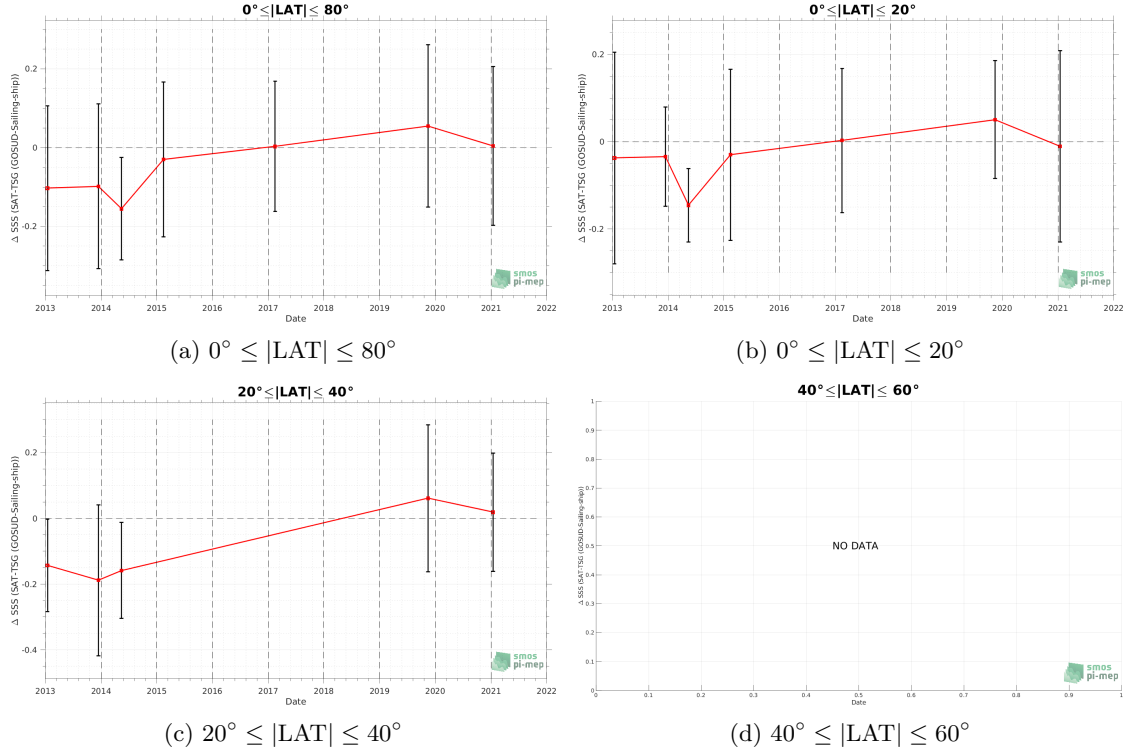 0°≤|LAT|≤ 80°
Δ SSS (SAT-TSG (GOSUD-Sailing-ship))
0.2
0
-0.2
2013 2014 2015 2016 2017 2018 2019 2020 2021 2022
Date
smos
pi-mep
(a) 0° ≤ |LAT| ≤ 80°
0°≤|LAT|≤ 20°
Δ SSS (SAT-TSG (GOSUD-Sailing-ship))
0.2
0
-0.2
2013 2014 2015 2016 2017 2018 2019 2020 2021 2022
Date
smos
pi-mep
(b) 0° ≤ |LAT| ≤ 20°
20°≤|LAT|≤ 40°
Δ SSS (SAT-TSG (GOSUD-Sailing-ship))
0.2
0
-0.2
-0.4
2013 2014 2015 2016 2017 2018 2019 2020 2021 2022
Date
smos
pi-mep
(c) 20° ≤ |LAT| ≤ 40°
40°≤|LAT|≤ 60°
Δ SSS (SAT-TSG (GOSUD-Sailing-ship))
1
0.9
0.8
0.7
0.6
0.5
0.4
0.3
0.2
0.1
0
NO DATA
0 0.1 0.2 0.3 0.4 0.5 0.6 0.7 0.8 0.9 1
Date
smos
pi-mep
(d) 40° ≤ |LAT| ≤ 60°